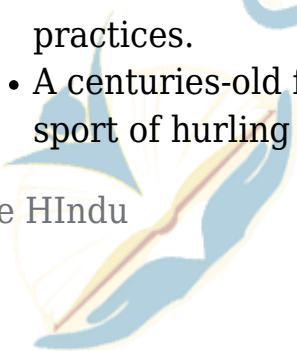 practices.
• A centuries-old
sport of hurling
e HIndu